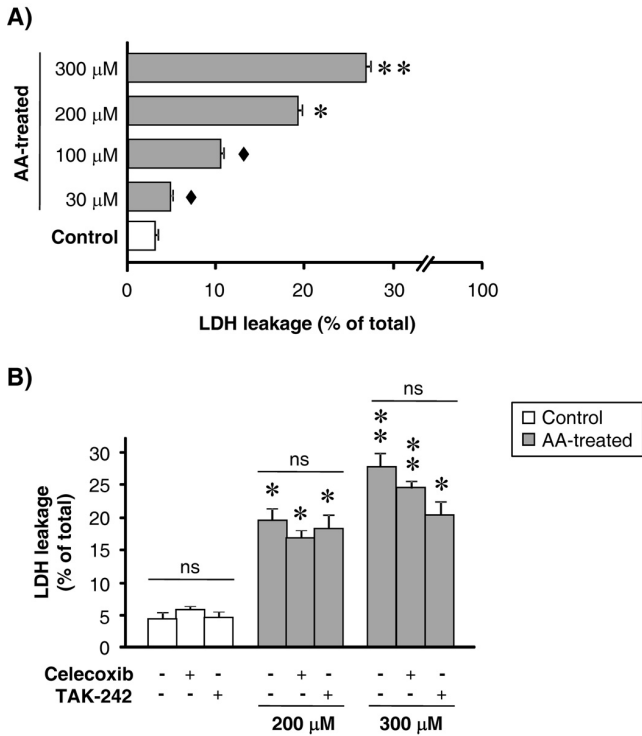 A)
AA-treated
300 µM
**
200 µM
*
100 µM
♦
30 µM
♦
Control
0 10 20 30 100
LDH leakage (% of total)
B)
ns
Control
AA-treated
ns
ns
* * * * * * * *
LDH leakage
(% of total)
30
25
20
15
10
5
0
Celecoxib - + - - + - - + -
TAK-242 - - + - - + - - +
200 µM 300 µM